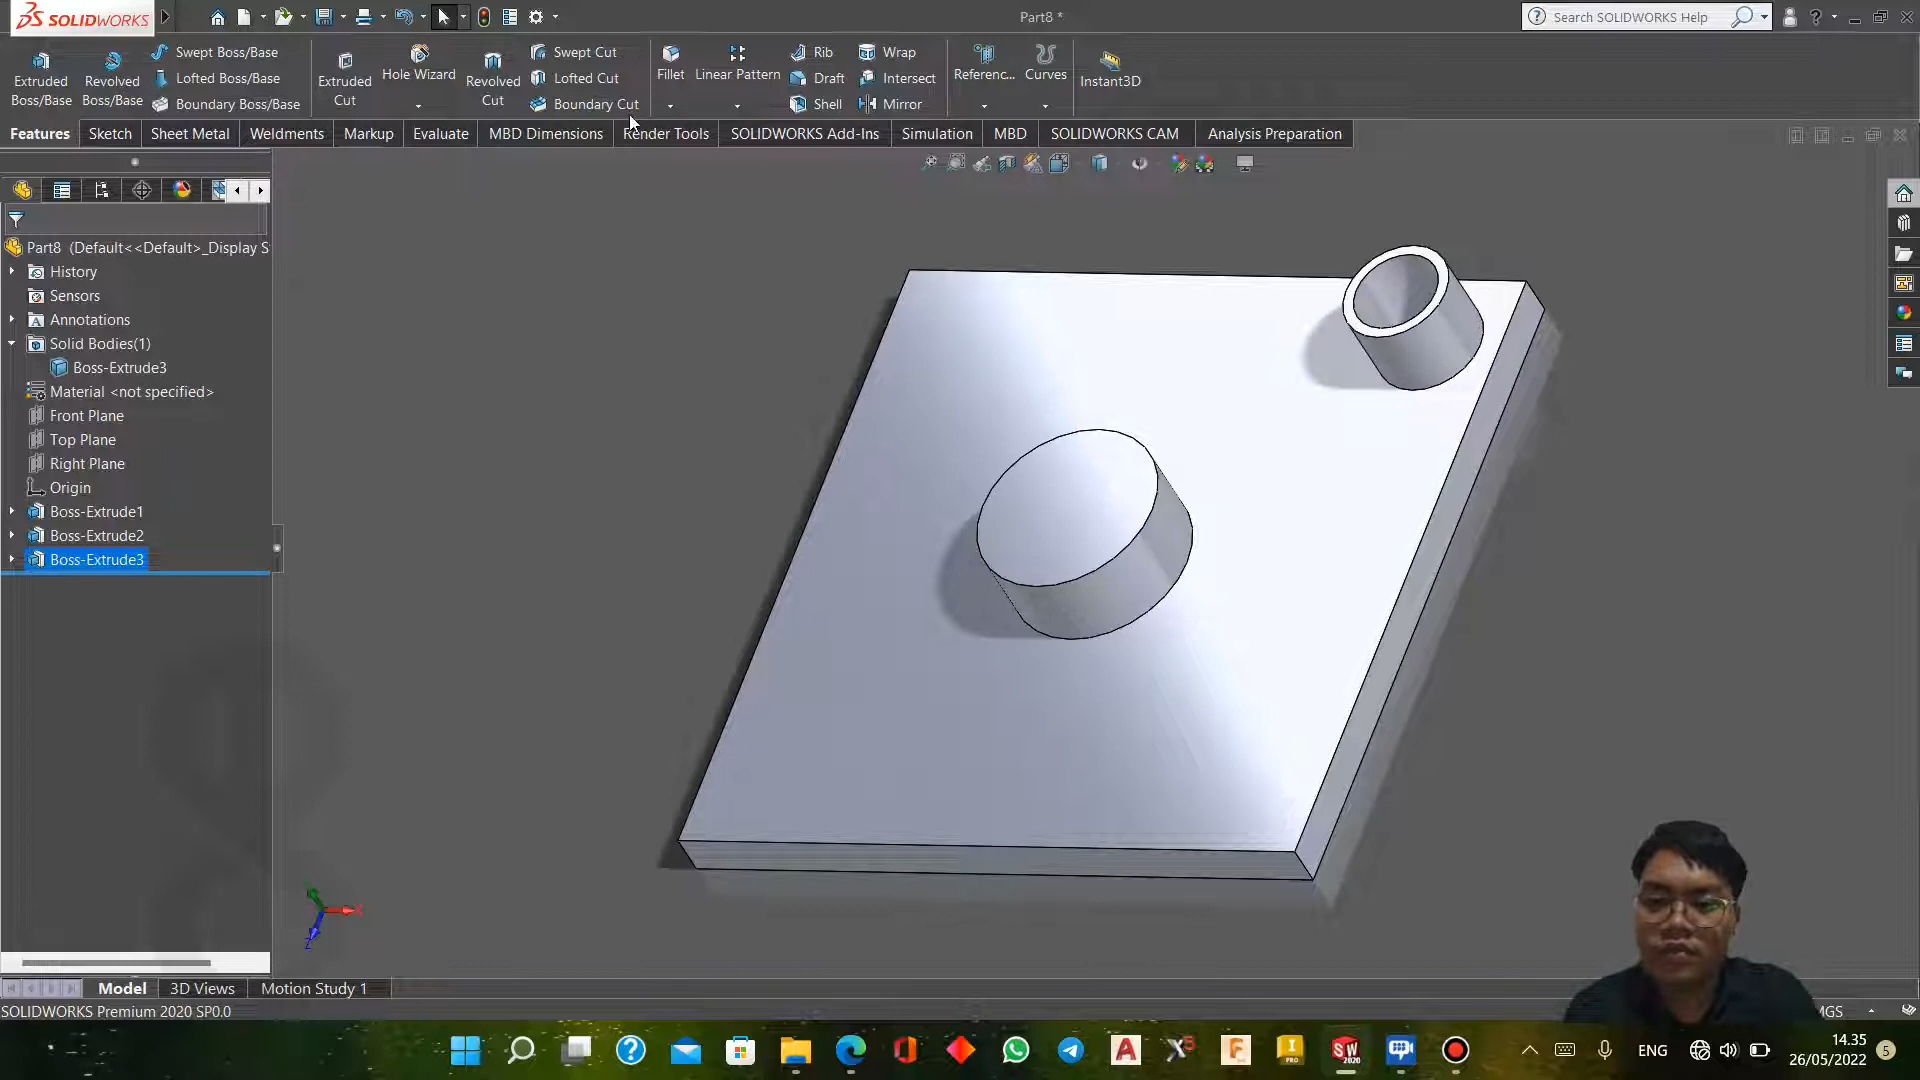 SOLIDWORKS
Part8 *
Search SOLIDWORKS Help
Extruded Boss/Base
Revolved Boss/Base
Swept Boss/Base
Lofted Boss/Base
Boundary Boss/Base
Extruded Cut
Hole Wizard
Revolved Cut
Swept Cut
Lofted Cut
Boundary Cut
Fillet
Linear Pattern
Rib
Draft
Shell
Wrap
Intersect
Mirror
Referenc...
Curves
Instant3D
Features
Sketch
Sheet Metal
Weldments
Markup
Evaluate
MBD Dimensions
Render Tools
SOLIDWORKS Add-Ins
Simulation
MBD
SOLIDWORKS CAM
Analysis Preparation
Part8 (Default<<Default>_Display S
History
Sensors
Annotations
Solid Bodies(1)
Boss-Extrude3
Material <not specified>
Front Plane
Top Plane
Right Plane
Origin
Boss-Extrude1
Boss-Extrude2
Boss-Extrude3
Model
3D Views
Motion Study 1
SOLIDWORKS Premium 2020 SP0.0
MGS
ENG
14.35
26/05/2022
5